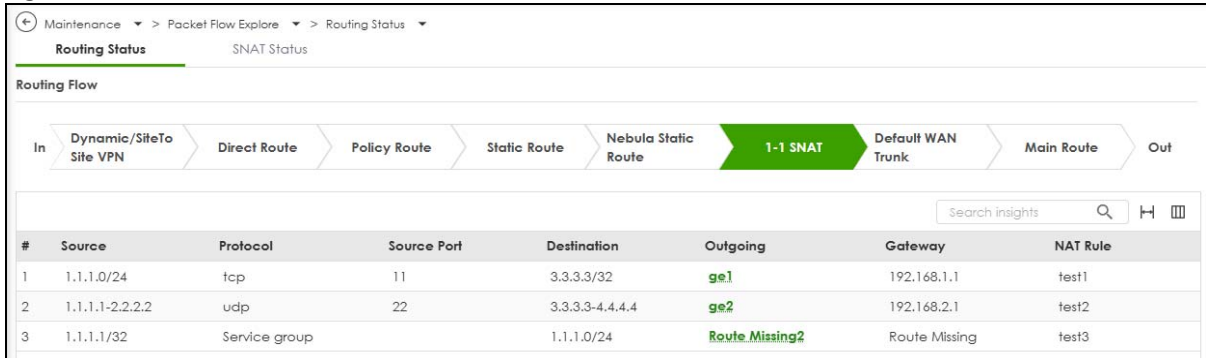 Maintenance > Packet Flow Explore > Routing Status
Routing Status SNAT Status
Routing Flow
In Dynamic/SiteTo Site VPN Direct Route Policy Route Static Route Nebula Static Route 1-1 SNAT Default WAN Trunk Main Route Out
Search insights
# Source Protocol Source Port Destination Outgoing Gateway NAT Rule
1 1.1.1.0/24 tcp 11 3.3.3.3/32 ge1 192.168.1.1 test1
2 1.1.1.1-2.2.2.2 udp 22 3.3.3.3-4.4.4.4 ge2 192.168.2.1 test2
3 1.1.1.1/32 Service group 1.1.1.0/24 Route Missing2 Route Missing test3